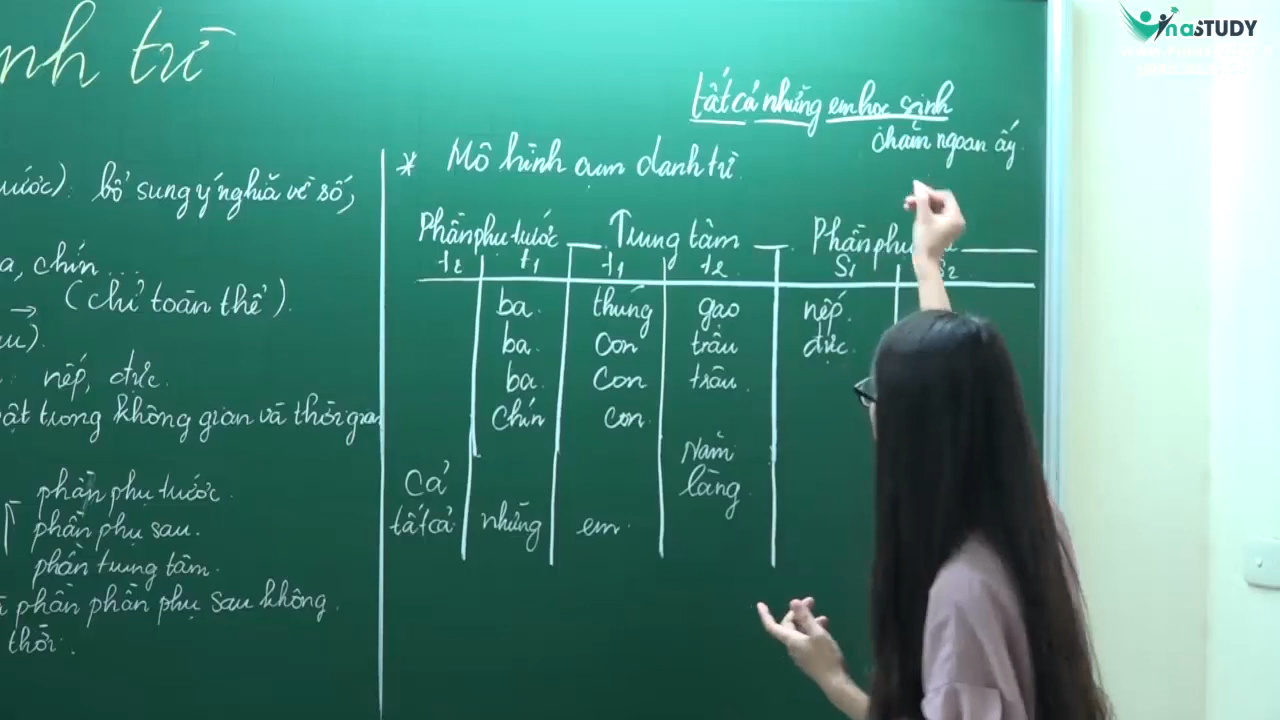 VinaSTUDY
nh từ
tất cả những em học sinh
chăm ngoan ấy.
* Mô hình cụm danh từ
trước): bổ sung ý nghĩa về số,
chín...
(chỉ toàn thể).
nếp, đực.
vật trong không gian và thời gian
phần phụ trước.
phần phụ sau.
phần trung tâm.
phần phần phụ sau không
thời.
Phần phụ trước Trung tâm Phần phụ
t2 t1 T1 T2 S1 S2
ba. thúng gạo nếp.
ba. con trâu đực.
ba. con trâu.
chín con.
Năm
Cả làng.
tất cả những em.